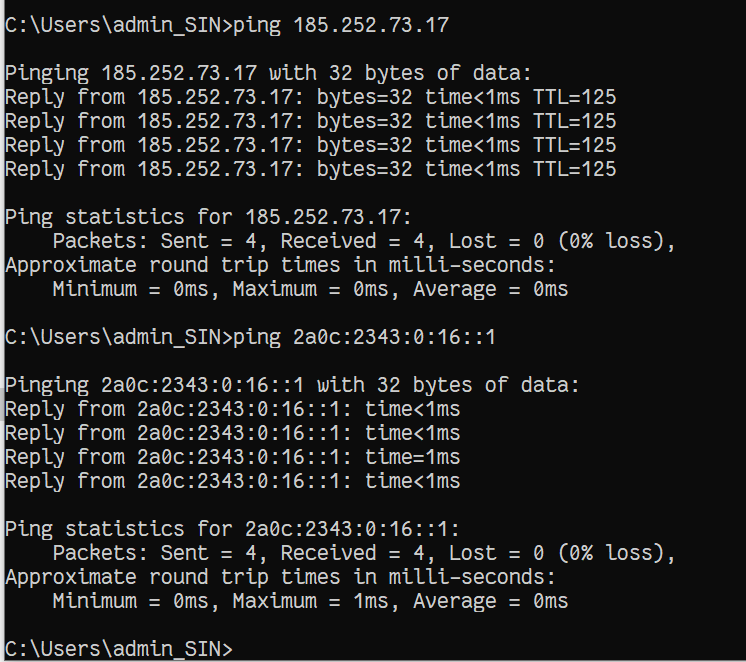 C:\Users\admin_SIN>ping 185.252.73.17
Pinging 185.252.73.17 with 32 bytes of data:
Reply from 185.252.73.17: bytes=32 time<1ms TTL=125
Reply from 185.252.73.17: bytes=32 time<1ms TTL=125
Reply from 185.252.73.17: bytes=32 time<1ms TTL=125
Reply from 185.252.73.17: bytes=32 time<1ms TTL=125
Ping statistics for 185.252.73.17:
    Packets: Sent = 4, Received = 4, Lost = 0 (0% loss),
Approximate round trip times in milli-seconds:
    Minimum = 0ms, Maximum = 0ms, Average = 0ms
C:\Users\admin_SIN>ping 2a0c:2343:0:16::1
Pinging 2a0c:2343:0:16::1 with 32 bytes of data:
Reply from 2a0c:2343:0:16::1: time<1ms
Reply from 2a0c:2343:0:16::1: time<1ms
Reply from 2a0c:2343:0:16::1: time=1ms
Reply from 2a0c:2343:0:16::1: time<1ms
Ping statistics for 2a0c:2343:0:16::1:
    Packets: Sent = 4, Received = 4, Lost = 0 (0% loss),
Approximate round trip times in milli-seconds:
    Minimum = 0ms, Maximum = 1ms, Average = 0ms
C:\Users\admin_SIN>